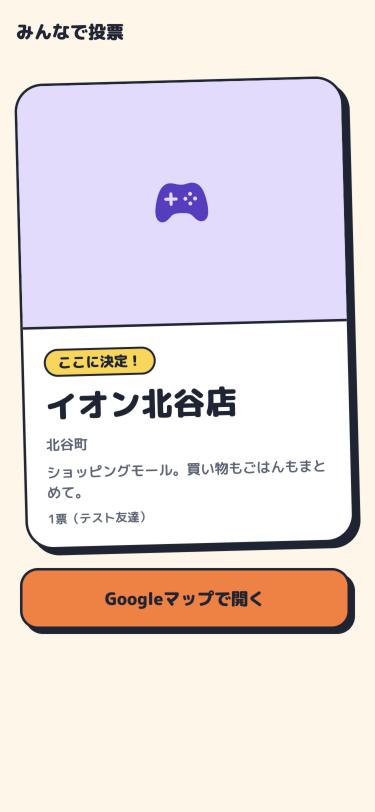 みんなで投票
ここに決定！
イオン北谷店
北谷町
ショッピングモール。買い物もごはんもまと
めて。
1票（テスト友達）
Googleマップで開く